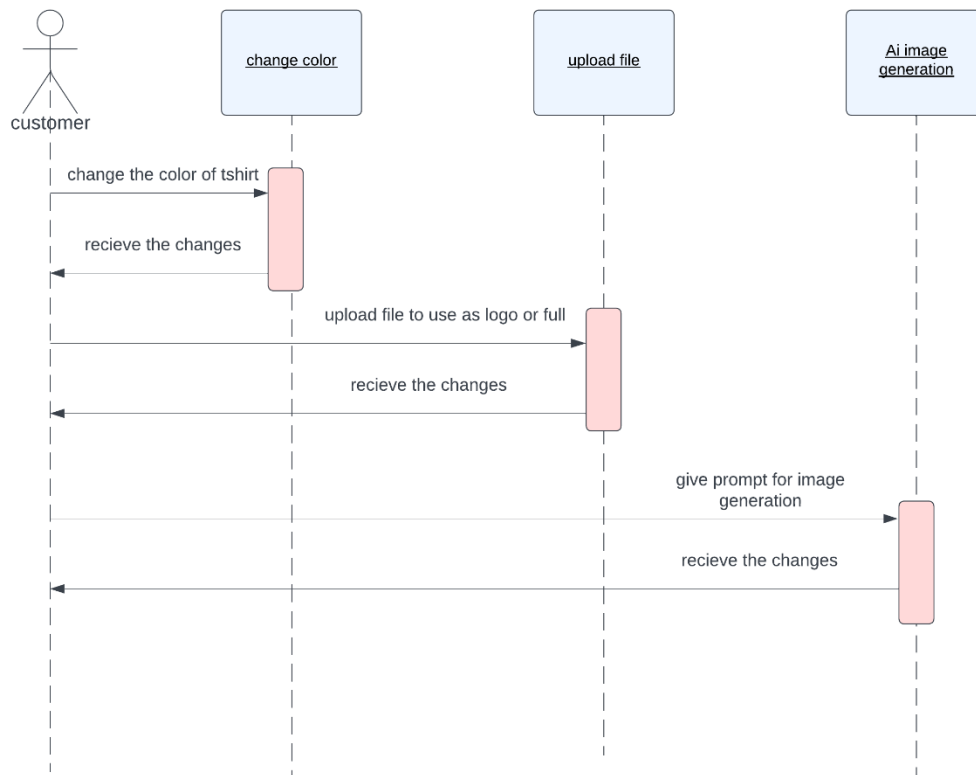 change color
upload file
Ai image
generation
customer
change the color of tshirt
recieve the changes
upload file to use as logo or full
recieve the changes
give prompt for image
generation
recieve the changes